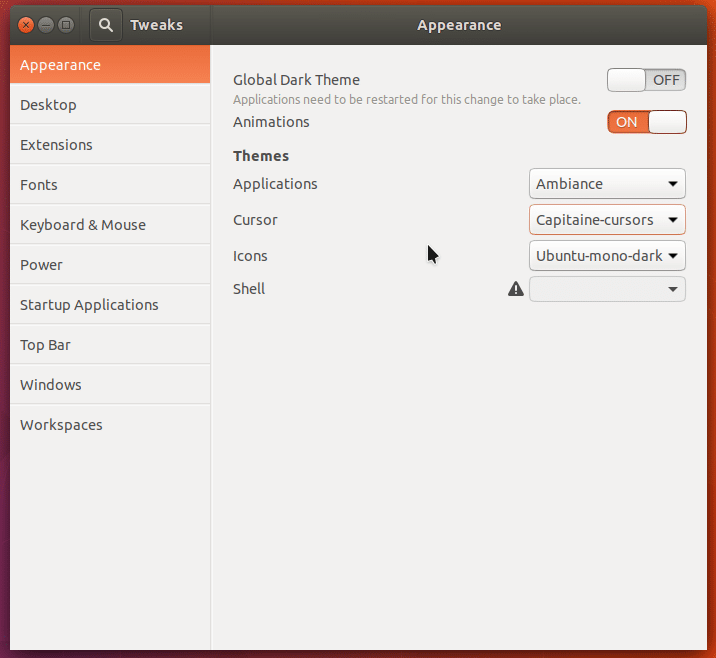 Tweaks
Appearance
Appearance
Desktop
Extensions
Fonts
Keyboard & Mouse
Power
Startup Applications
Top Bar
Windows
Workspaces
Global Dark Theme OFF
Applications need to be restarted for this change to take place.
Animations ON
Themes
Applications Ambiance
Cursor Capitaine-cursors
Icons Ubuntu-mono-dark
Shell